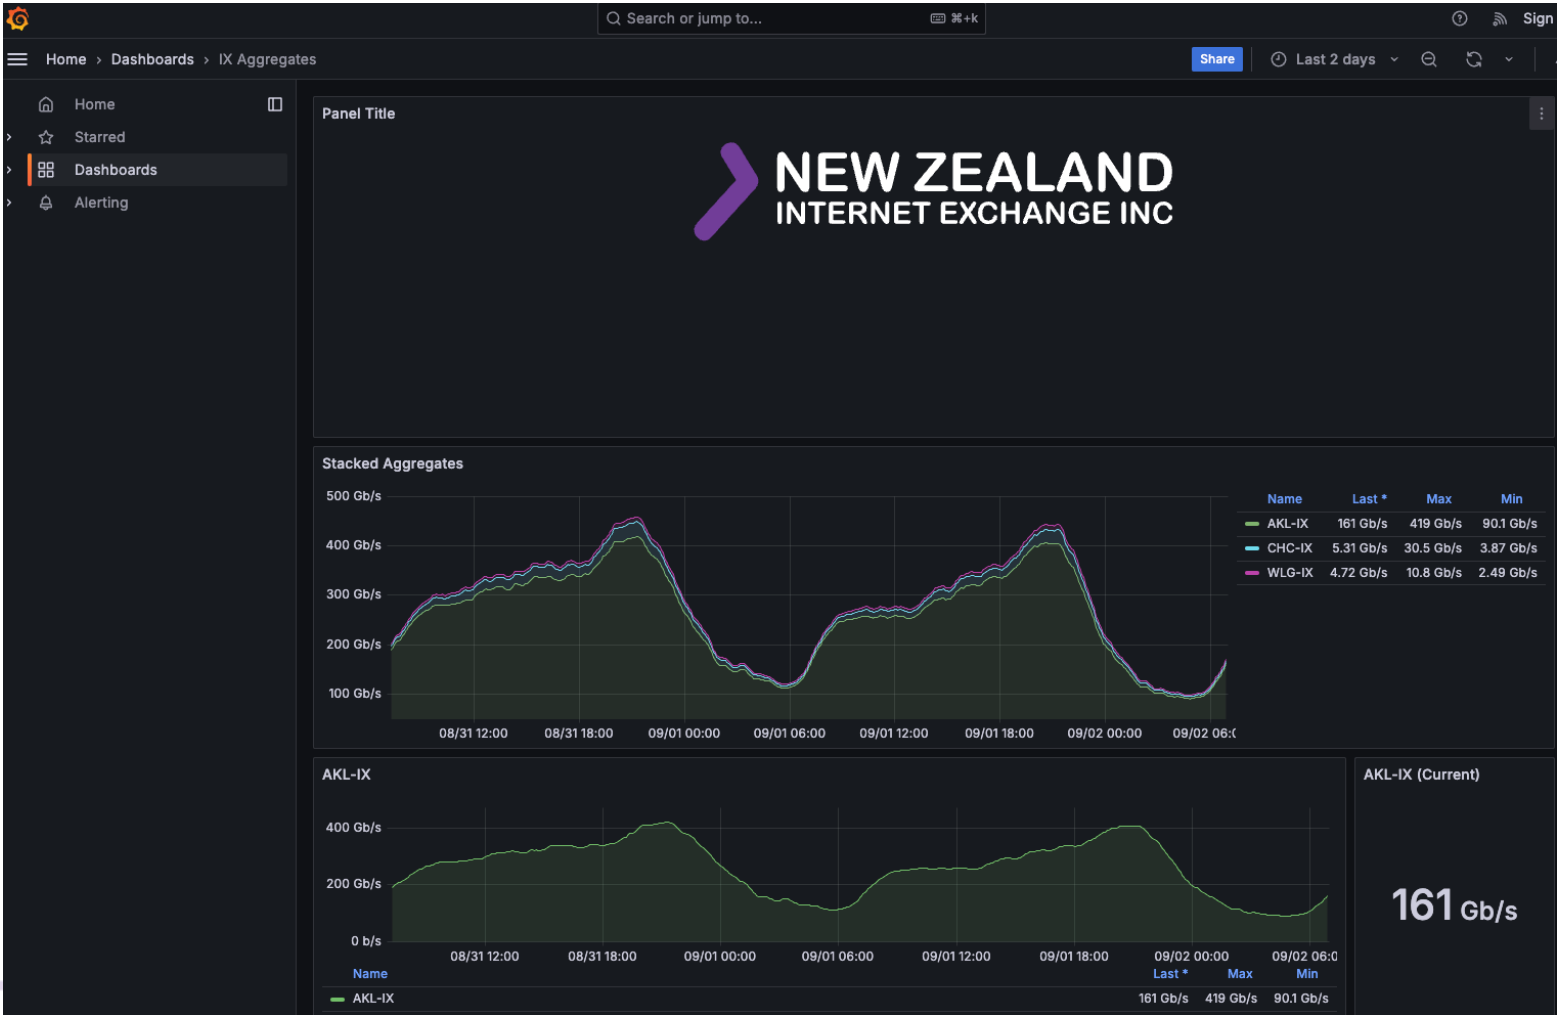 Search or jump to... ⌘+k Sign
Home › Dashboards › IX Aggregates Share Last 2 days
Home
Starred
Dashboards
Alerting
Panel Title
NEW ZEALAND
INTERNET EXCHANGE INC
Stacked Aggregates
500 Gb/s
400 Gb/s
300 Gb/s
200 Gb/s
100 Gb/s
08/31 12:00 08/31 18:00 09/01 00:00 09/01 06:00 09/01 12:00 09/01 18:00 09/02 00:00 09/02 06:0
Name Last * Max Min
AKL-IX 161 Gb/s 419 Gb/s 90.1 Gb/s
CHC-IX 5.31 Gb/s 30.5 Gb/s 3.87 Gb/s
WLG-IX 4.72 Gb/s 10.8 Gb/s 2.49 Gb/s
AKL-IX
400 Gb/s
200 Gb/s
0 b/s
08/31 12:00 08/31 18:00 09/01 00:00 09/01 06:00 09/01 12:00 09/01 18:00 09/02 00:00 09/02 06:0
Name Last * Max Min
AKL-IX 161 Gb/s 419 Gb/s 90.1 Gb/s
AKL-IX (Current)
161 Gb/s